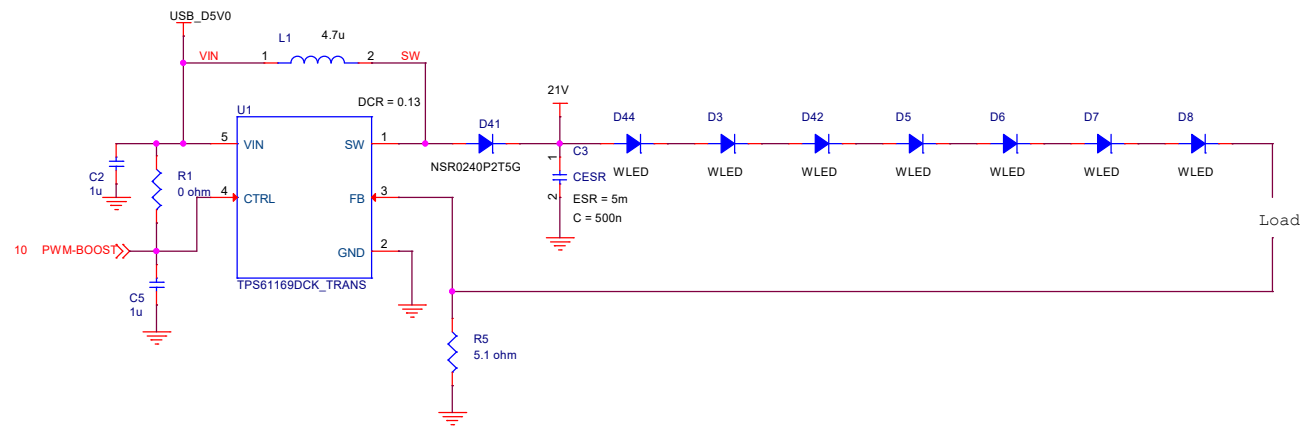 USB_D5V0
L1
4.7u
VIN
1
2
SW
DCR = 0.13
U1
21V
D41
D44
D3
D42
D5
D6
D7
D8
5
VIN
SW
1
NSR0240P2T5G
1
C3
WLED
WLED
WLED
WLED
WLED
WLED
WLED
C2
1u
R1
0 ohm
4
CTRL
FB
3
CESR
2
ESR = 5m
C = 500n
Load
10
PWM-BOOST
GND
2
TPS61169DCK_TRANS
C5
1u
R5
5.1 ohm